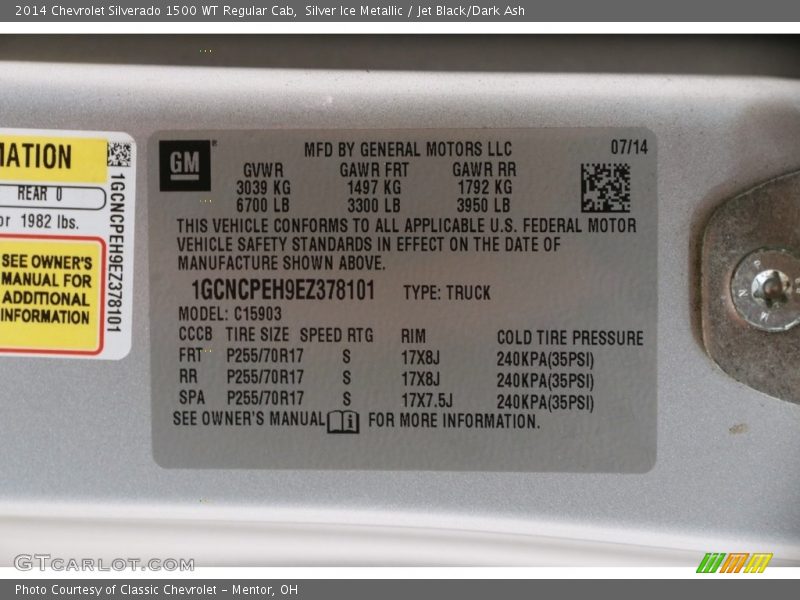 2014 Chevrolet Silverado 1500 WT Regular Cab,  Silver Ice Metallic / Jet Black/Dark Ash
REAR 0
1982 lbs.
SEE OWNER'S
MANUAL FOR
ADDITIONAL
INFORMATION
1GCNCPEH9EZ378101
GM
MFD BY GENERAL MOTORS LLC 07/14
GVWR GAWR FRT GAWR RR
3039 KG 1497 KG 1792 KG
6700 LB 3300 LB 3950 LB
THIS VEHICLE CONFORMS TO ALL APPLICABLE U.S. FEDERAL MOTOR
VEHICLE SAFETY STANDARDS IN EFFECT ON THE DATE OF
MANUFACTURE SHOWN ABOVE.
1GCNCPEH9EZ378101 TYPE: TRUCK
MODEL: C15903
CCCB TIRE SIZE SPEED RTG RIM COLD TIRE PRESSURE
FRT P255/70R17 S 17X8J 240KPA(35PSI)
RR P255/70R17 S 17X8J 240KPA(35PSI)
SPA P255/70R17 S 17X7.5J 240KPA(35PSI)
SEE OWNER'S MANUAL FOR MORE INFORMATION.
GTCARLOT.COM
Photo Courtesy of Classic Chevrolet - Mentor, OH